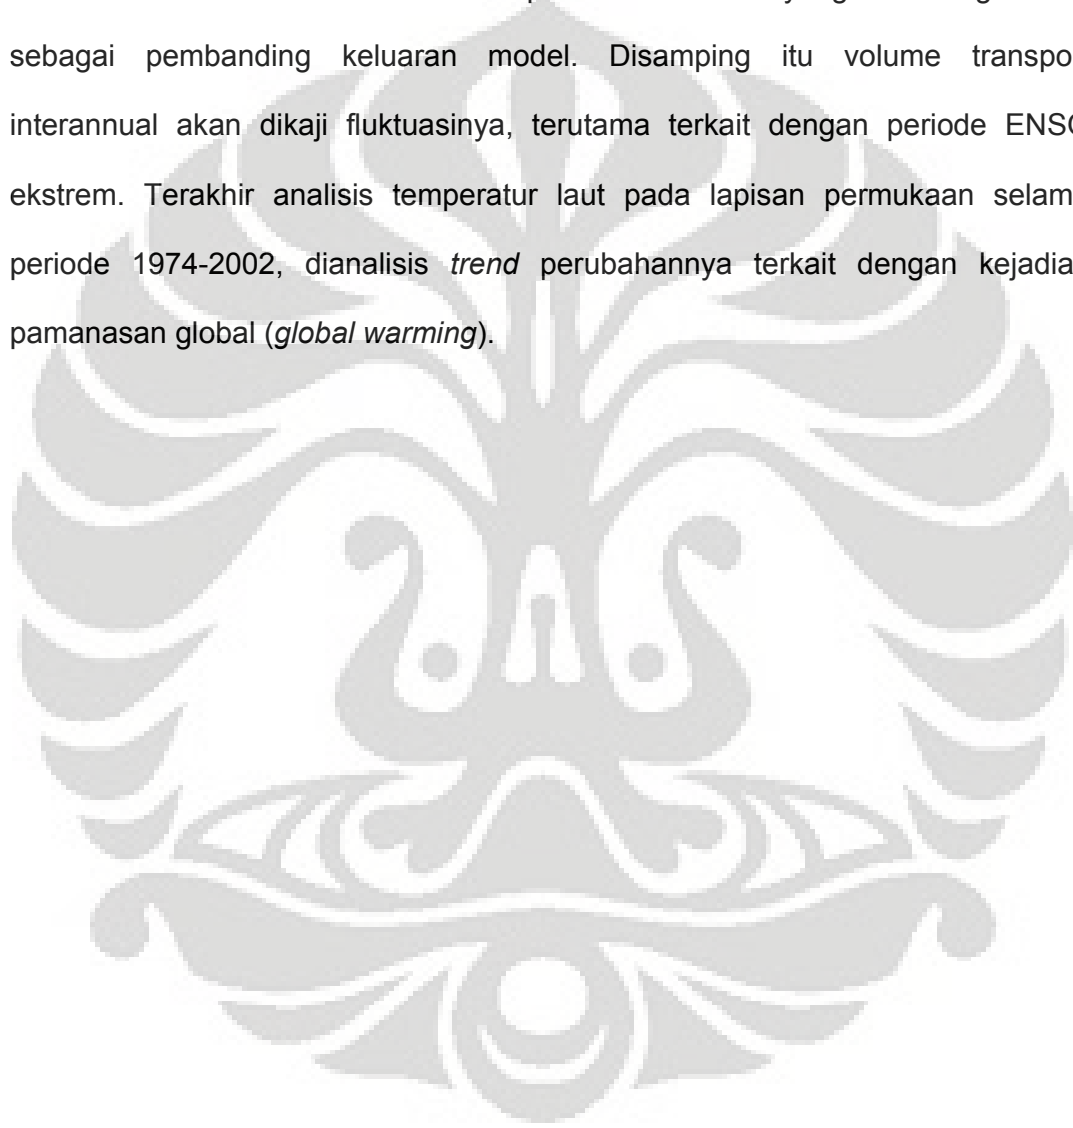 sebagai pembanding keluaran model. Disamping itu volume transpo
interannual akan dikaji fluktuasinya, terutama terkait dengan periode ENSO
ekstrem. Terakhir analisis temperatur laut pada lapisan permukaan selam
periode 1974-2002, dianalisis trend perubahannya terkait dengan kejadia
pamanasan global (global warming).